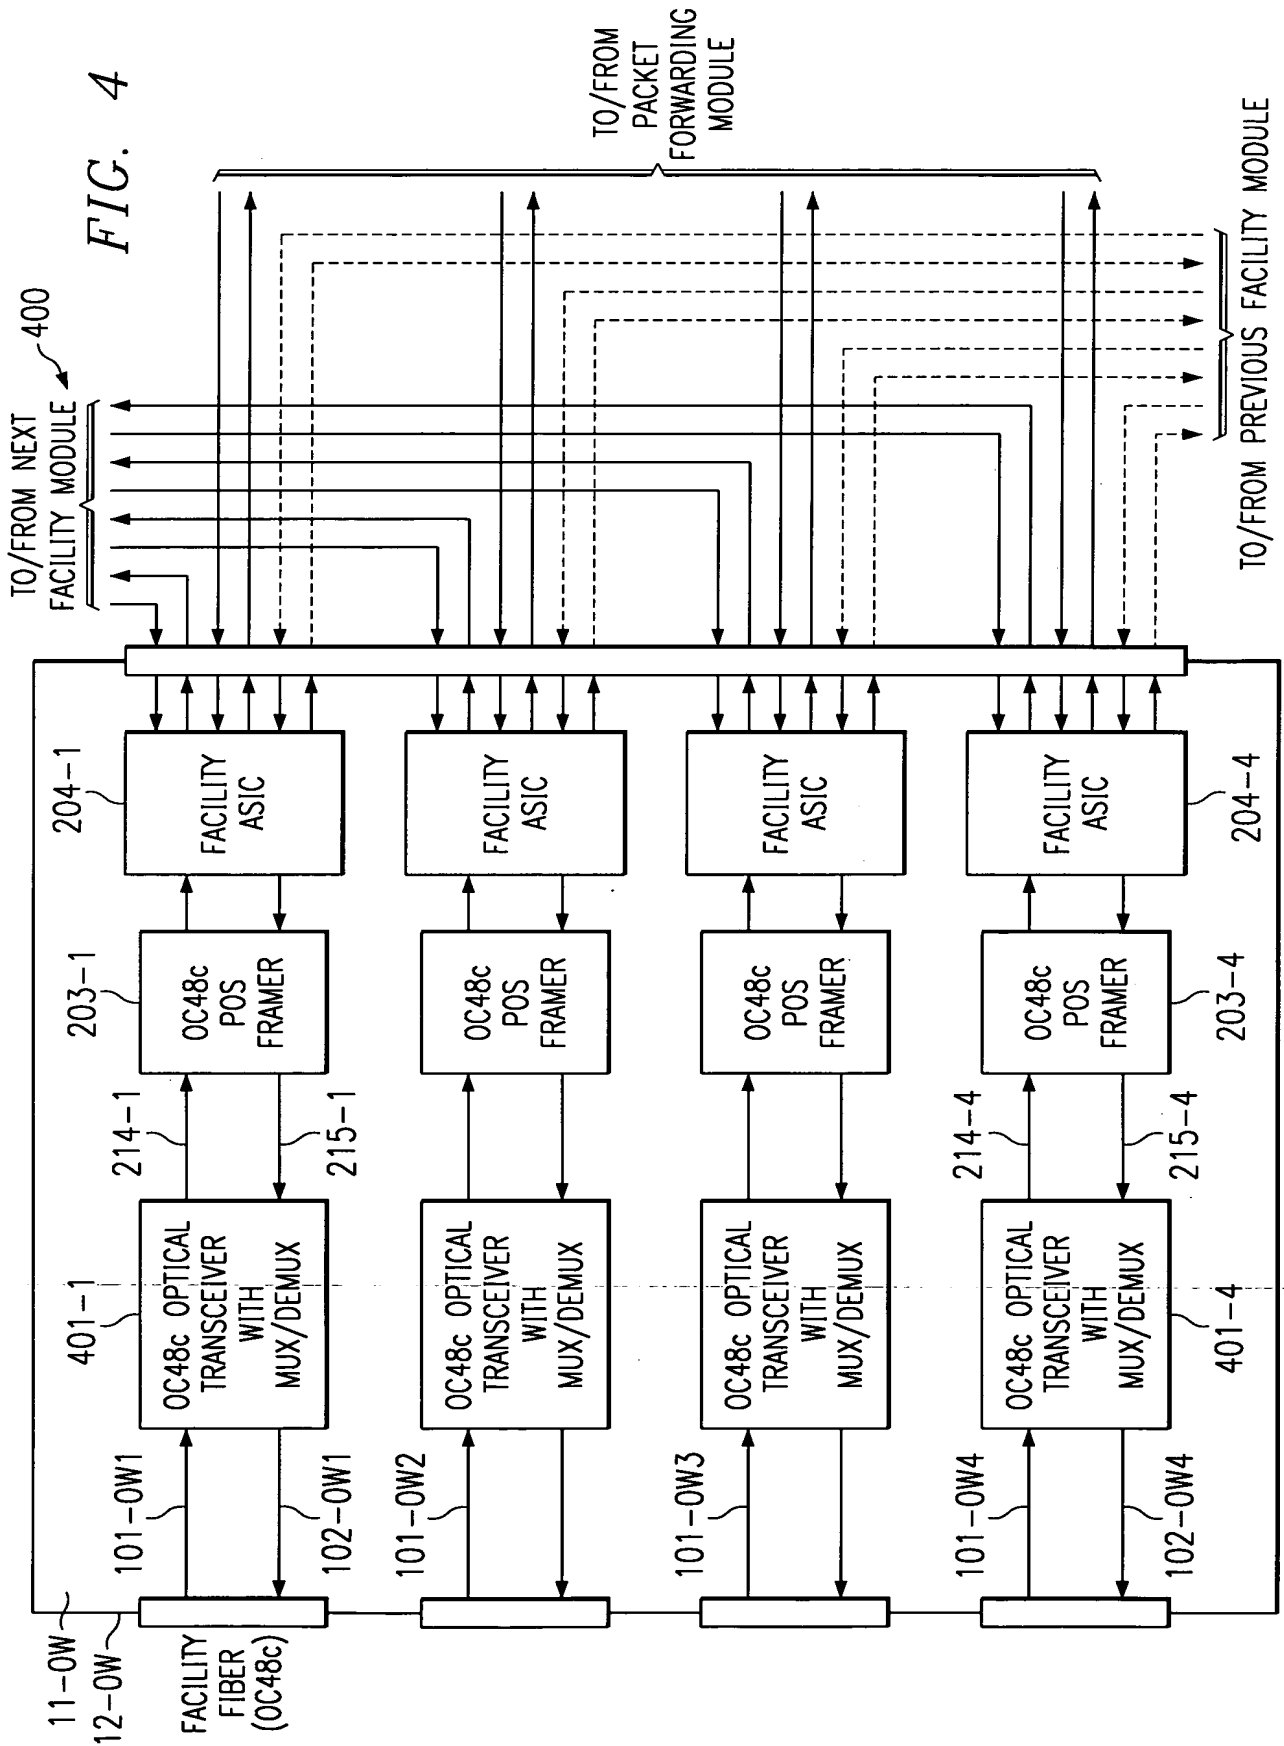 FIG. 4
400
TO/FROM NEXT
FACILITY MODULE
TO/FROM
PACKET
FORWARDING
MODULE
TO/FROM PREVIOUS FACILITY MODULE
11-OW
12-OW
FACILITY
FIBER
(OC48c)
101-OW1
102-OW1
401-1
OC48c OPTICAL
TRANSCEIVER
WITH
MUX/DEMUX
214-1
215-1
203-1
OC48c
POS
FRAMER
204-1
FACILITY
ASIC
101-OW2
OC48c OPTICAL
TRANSCEIVER
WITH
MUX/DEMUX
OC48c
POS
FRAMER
FACILITY
ASIC
101-OW3
OC48c OPTICAL
TRANSCEIVER
WITH
MUX/DEMUX
OC48c
POS
FRAMER
FACILITY
ASIC
101-OW4
102-OW4
OC48c OPTICAL
TRANSCEIVER
WITH
MUX/DEMUX
401-4
214-4
215-4
OC48c
POS
FRAMER
203-4
FACILITY
ASIC
204-4